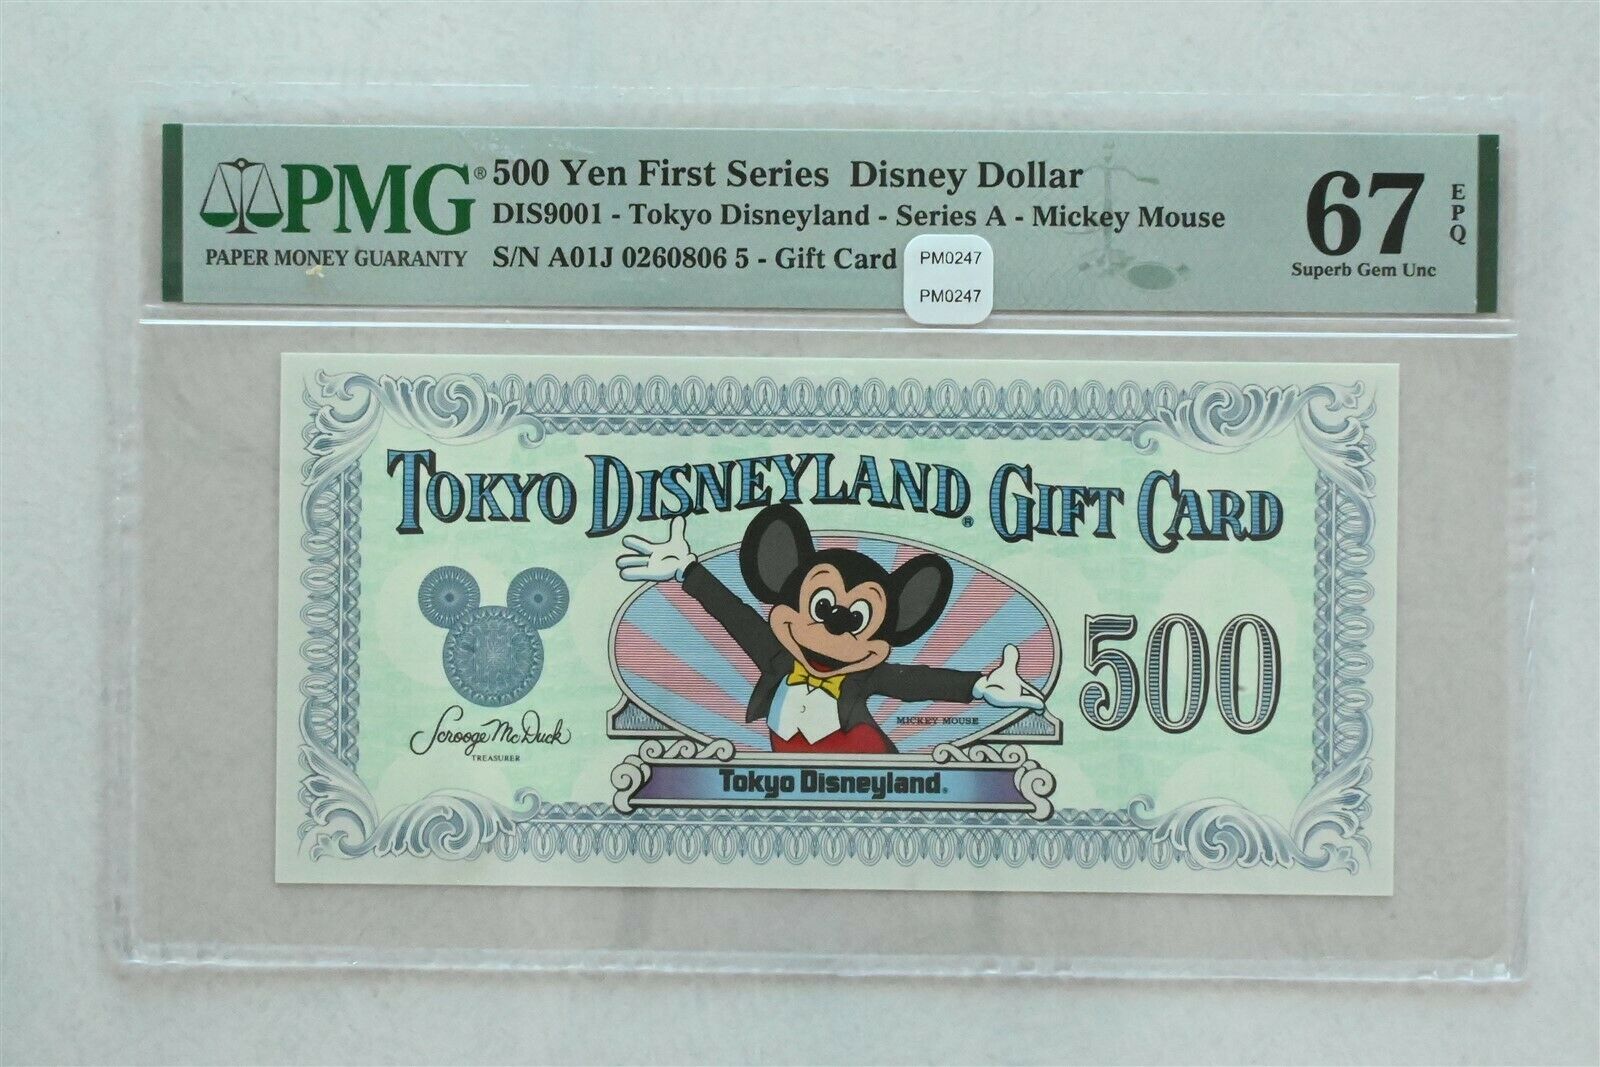 PMG® 500 Yen First Series Disney Dollar
DIS9001 - Tokyo Disneyland - Series A - Mickey Mouse
PAPER MONEY GUARANTY S/N A01J 0260806 5 - Gift Card
PM0247
PM0247
67 EPQ
Superb Gem Unc
TOKYO DISNEYLAND® GIFT CARD
500
MICKEY MOUSE
Scrooge McDuck
TREASURER
Tokyo Disneyland®